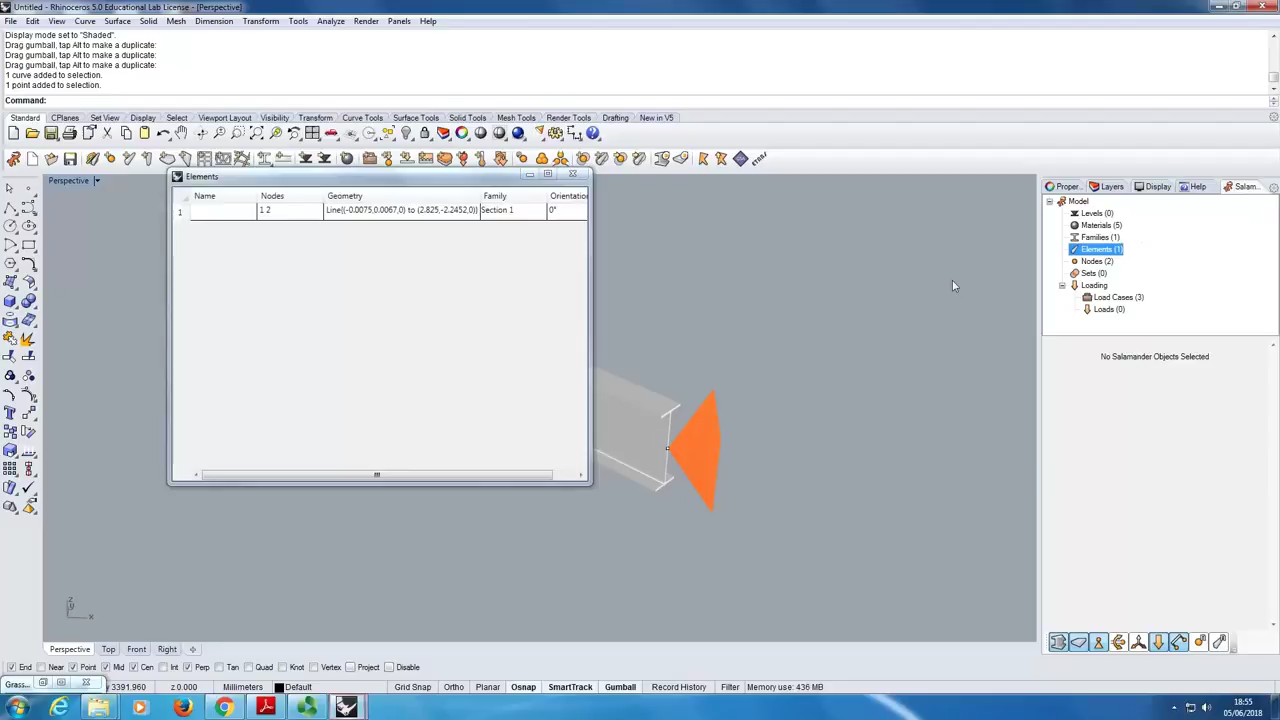 Untitled - Rhinoceros 5.0 Educational Lab License - [Perspective]
File Edit View Curve Surface Solid Mesh Element Transform Tools Analyze Render Panels Help
Display mode set to "Shaded".
Drag gumball, tap Alt to make a duplicate:
Drag gumball, tap Alt to make a duplicate:
Drag gumball, tap Alt to make a duplicate:
1 curve added to selection.
1 point added to selection.
Command:
Standard CPlanes Set View Display Select Viewport Layout Visibility Transform Curve Tools Surface Tools Solid Tools Mesh Tools Render Tools Drafting New in V5
Perspective
Elements
Name Nodes Geometry Family Orientation
1 1 2 Line((-0.0075,0.0067,0) to (2.825,-2.2452,0)) Section 1 0°
Proper... Layers Display Help Salam...
Model
Levels (0)
Materials (5)
Families (1)
Elements (1)
Nodes (2)
Sets (0)
Loading
Load Cases (3)
Loads (0)
No Salamander Objects Selected
z
y
x
Perspective Top Front Right
End Near Point Mid Cen Int Perp Tan Quad Knot Vertex Project Disable
Grass... 3391.960 z 0.000 Millimeters Default Grid Snap Ortho Planar Osnap SmartTrack Gumball Record History Filter Memory use: 436 MB
18:55
05/06/2018